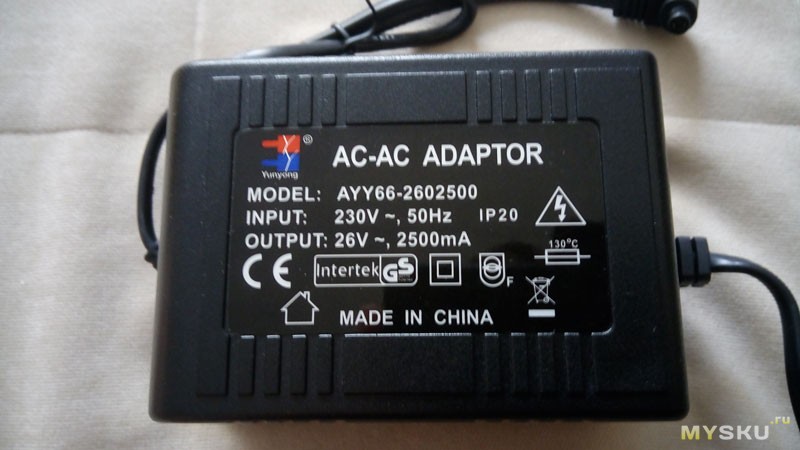 Yunyong ®
AC-AC ADAPTOR
MODEL: AYY66-2602500
INPUT: 230V ~, 50Hz IP20
OUTPUT: 26V ~, 2500mA
130°C
CE Intertek GS F
MADE IN CHINA
MYSKU.ru